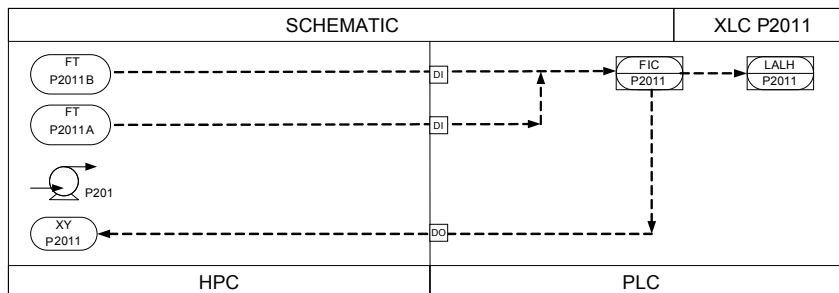 SCHEMATIC
XLC P2011
FT
P2011B
DI
FIC
P2011
LALH
P2011
FT
P2011A
DI
P201
XY
P2011
DO
HPC
PLC